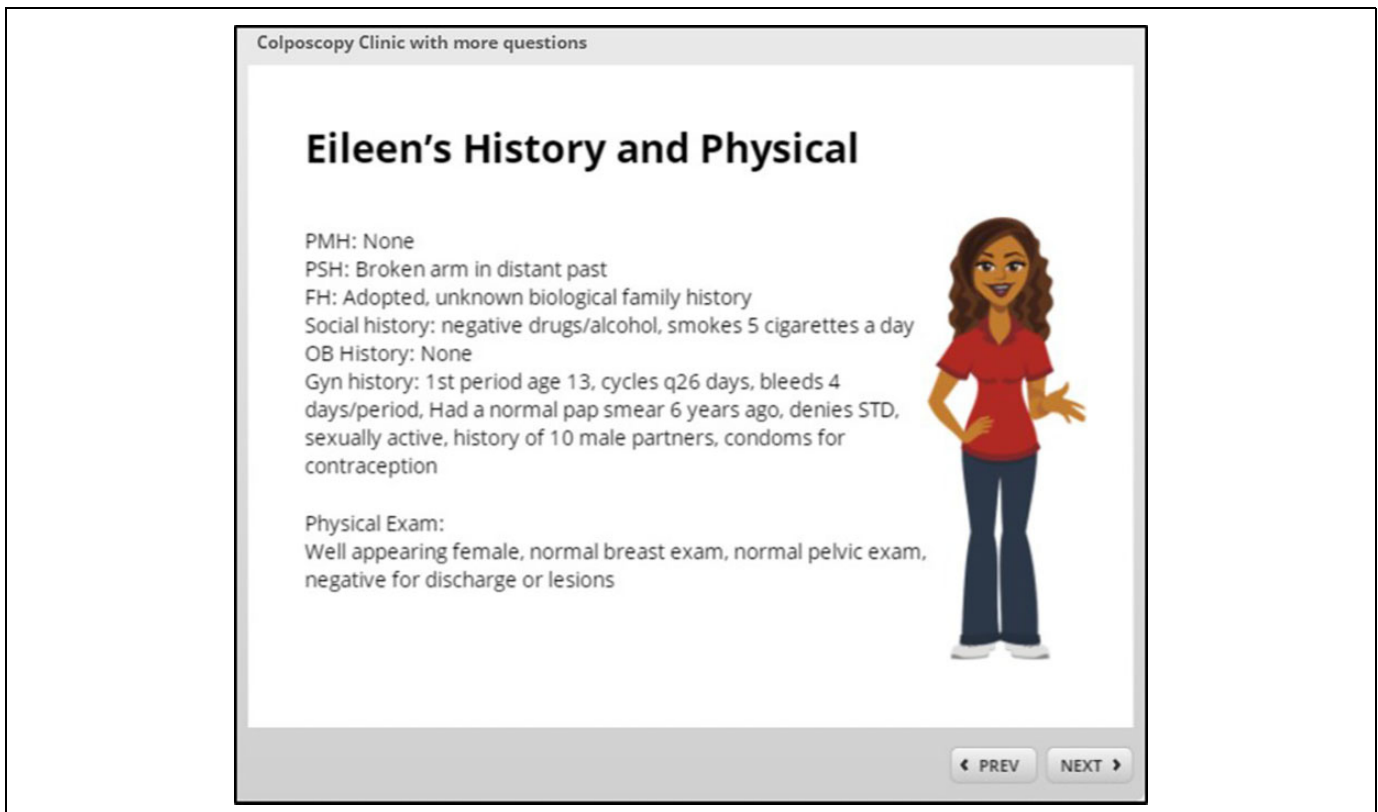 Colposcopy Clinic with more questions
Eileen's History and Physical
PMH: None
PSH: Broken arm in distant past
FH: Adopted, unknown biological family history
Social history: negative drugs/alcohol, smokes 5 cigarettes a day
OB History: None
Gyn history: 1st period age 13, cycles q26 days, bleeds 4
days/period, Had a normal pap smear 6 years ago, denies STD,
sexually active, history of 10 male partners, condoms for
contraception
Physical Exam:
Well appearing female, normal breast exam, normal pelvic exam,
negative for discharge or lesions
PREV NEXT